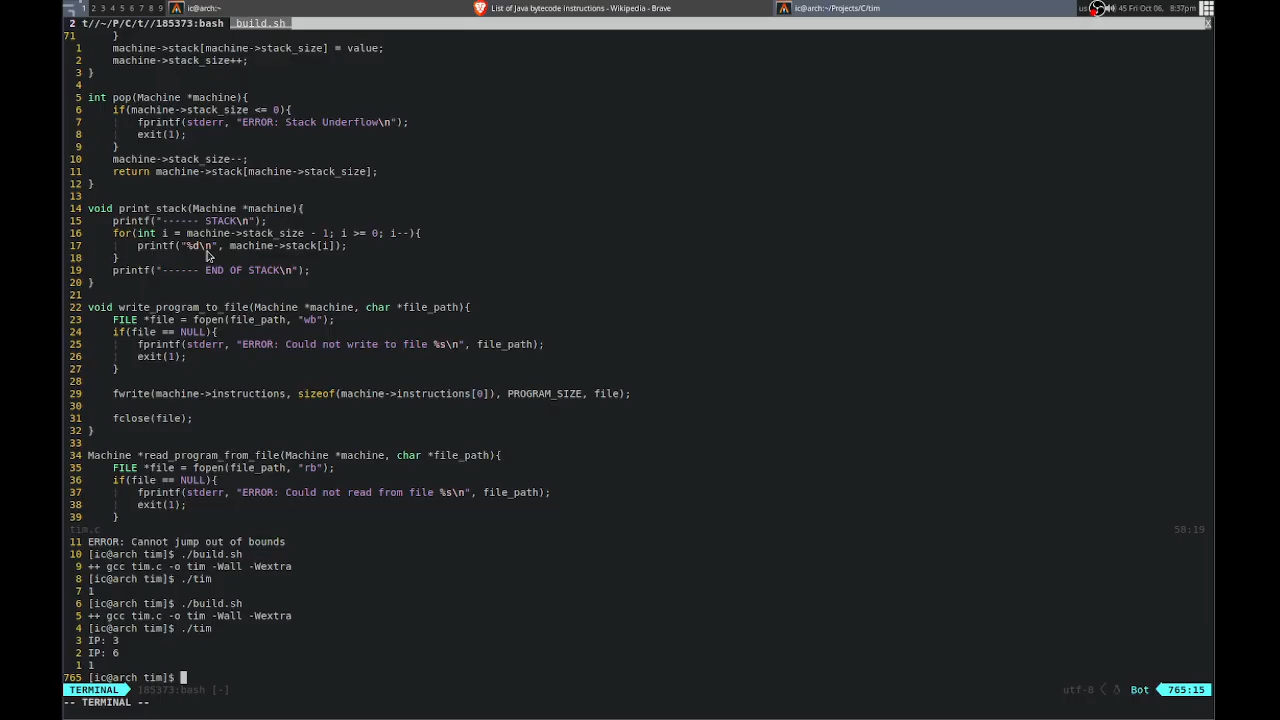 1 2 3 4 5 6 7 8 9 ic@arch:~ List of Java bytecode instructions - Wikipedia - Brave ic@arch:~/Projects/C/tim us 45 Fri Oct 06, 8:37pm
2 t//~/P/C/t//185373:bash build.sh X
71 }
1 machine->stack[machine->stack_size] = value;
2 machine->stack_size++;
3 }
4
5 int pop(Machine *machine){
6 if(machine->stack_size <= 0){
7 fprintf(stderr, "ERROR: Stack Underflow\n");
8 exit(1);
9 }
10 machine->stack_size--;
11 return machine->stack[machine->stack_size];
12 }
13
14 void print_stack(Machine *machine){
15 printf("------ STACK\n");
16 for(int i = machine->stack_size - 1; i >= 0; i--){
17 printf("%d\n", machine->stack[i]);
18 }
19 printf("------ END OF STACK\n");
20 }
21
22 void write_program_to_file(Machine *machine, char *file_path){
23 FILE *file = fopen(file_path, "wb");
24 if(file == NULL){
25 fprintf(stderr, "ERROR: Could not write to file %s\n", file_path);
26 exit(1);
27 }
28
29 fwrite(machine->instructions, sizeof(machine->instructions[0]), PROGRAM_SIZE, file);
30
31 fclose(file);
32 }
33
34 Machine *read_program_from_file(Machine *machine, char *file_path){
35 FILE *file = fopen(file_path, "rb");
36 if(file == NULL){
37 fprintf(stderr, "ERROR: Could not read from file %s\n", file_path);
38 exit(1);
39 }
tim.c 58:19
11 ERROR: Cannot jump out of bounds
10 [ic@arch tim]$ ./build.sh
9 ++ gcc tim.c -o tim -Wall -Wextra
8 [ic@arch tim]$ ./tim
7 1
6 [ic@arch tim]$ ./build.sh
5 ++ gcc tim.c -o tim -Wall -Wextra
4 [ic@arch tim]$ ./tim
3 IP: 3
2 IP: 6
1 1
765 [ic@arch tim]$
TERMINAL 185373:bash [-] utf-8 Bot 765:15
-- TERMINAL --